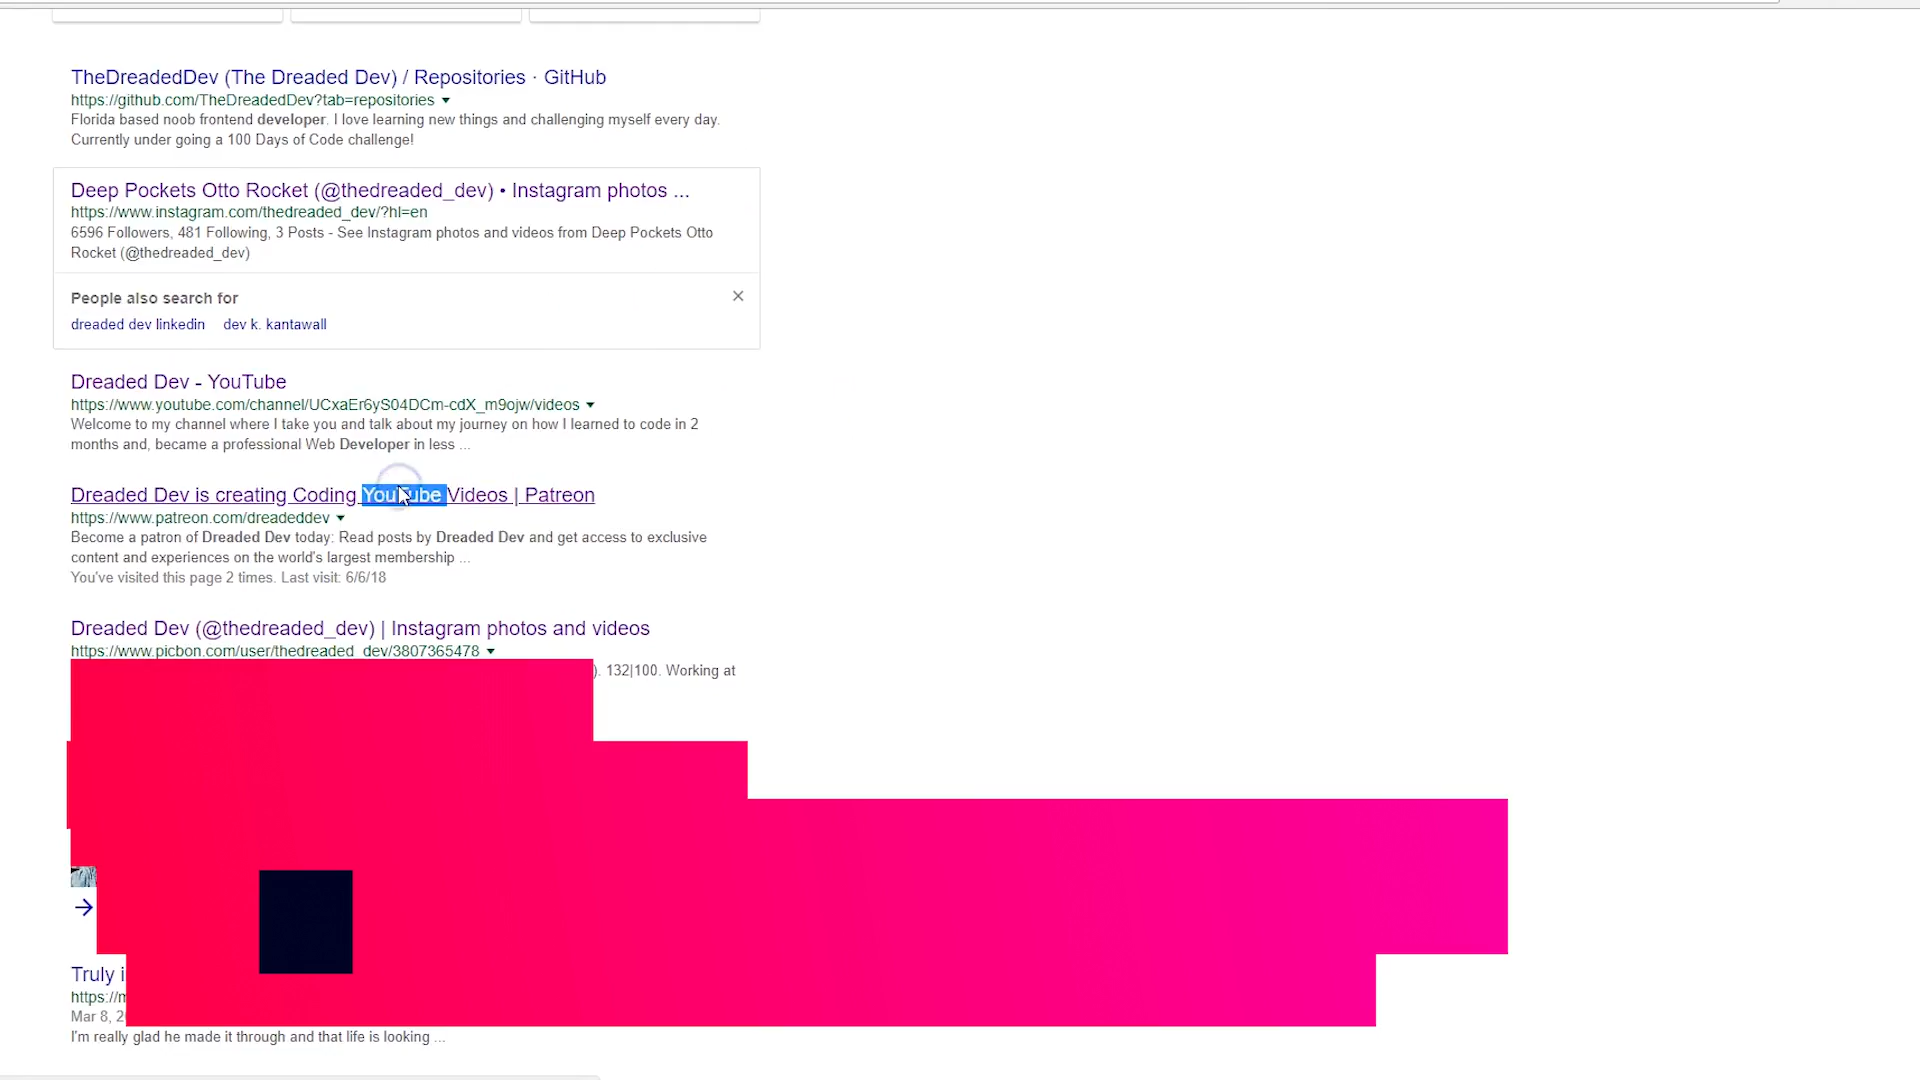 TheDreadedDev (The Dreaded Dev) / Repositories · GitHub
https://github.com/TheDreadedDev?tab=repositories
Florida based noob frontend developer. I love learning new things and challenging myself every day.
Currently under going a 100 Days of Code challenge!
Deep Pockets Otto Rocket (@thedreaded_dev) • Instagram photos ...
https://www.instagram.com/thedreaded_dev/?hl=en
6596 Followers, 481 Following, 3 Posts - See Instagram photos and videos from Deep Pockets Otto
Rocket (@thedreaded_dev)
People also search for
dreaded dev linkedin dev k. kantawall
Dreaded Dev - YouTube
https://www.youtube.com/channel/UCxaEr6yS04DCm-cdX_m9ojw/videos
Welcome to my channel where I take you and talk about my journey on how I learned to code in 2
months and, became a professional Web Developer in less ...
Dreaded Dev is creating Coding YouTube Videos | Patreon
https://www.patreon.com/dreadeddev
Become a patron of Dreaded Dev today: Read posts by Dreaded Dev and get access to exclusive
content and experiences on the world's largest membership ...
You've visited this page 2 times. Last visit: 6/6/18
Dreaded Dev (@thedreaded_dev) | Instagram photos and videos
https://www.picbon.com/user/thedreaded_dev/3807365478
). 132|100. Working at
Truly
https://m
Mar 8, 2
I'm really glad he made it through and that life is looking ...